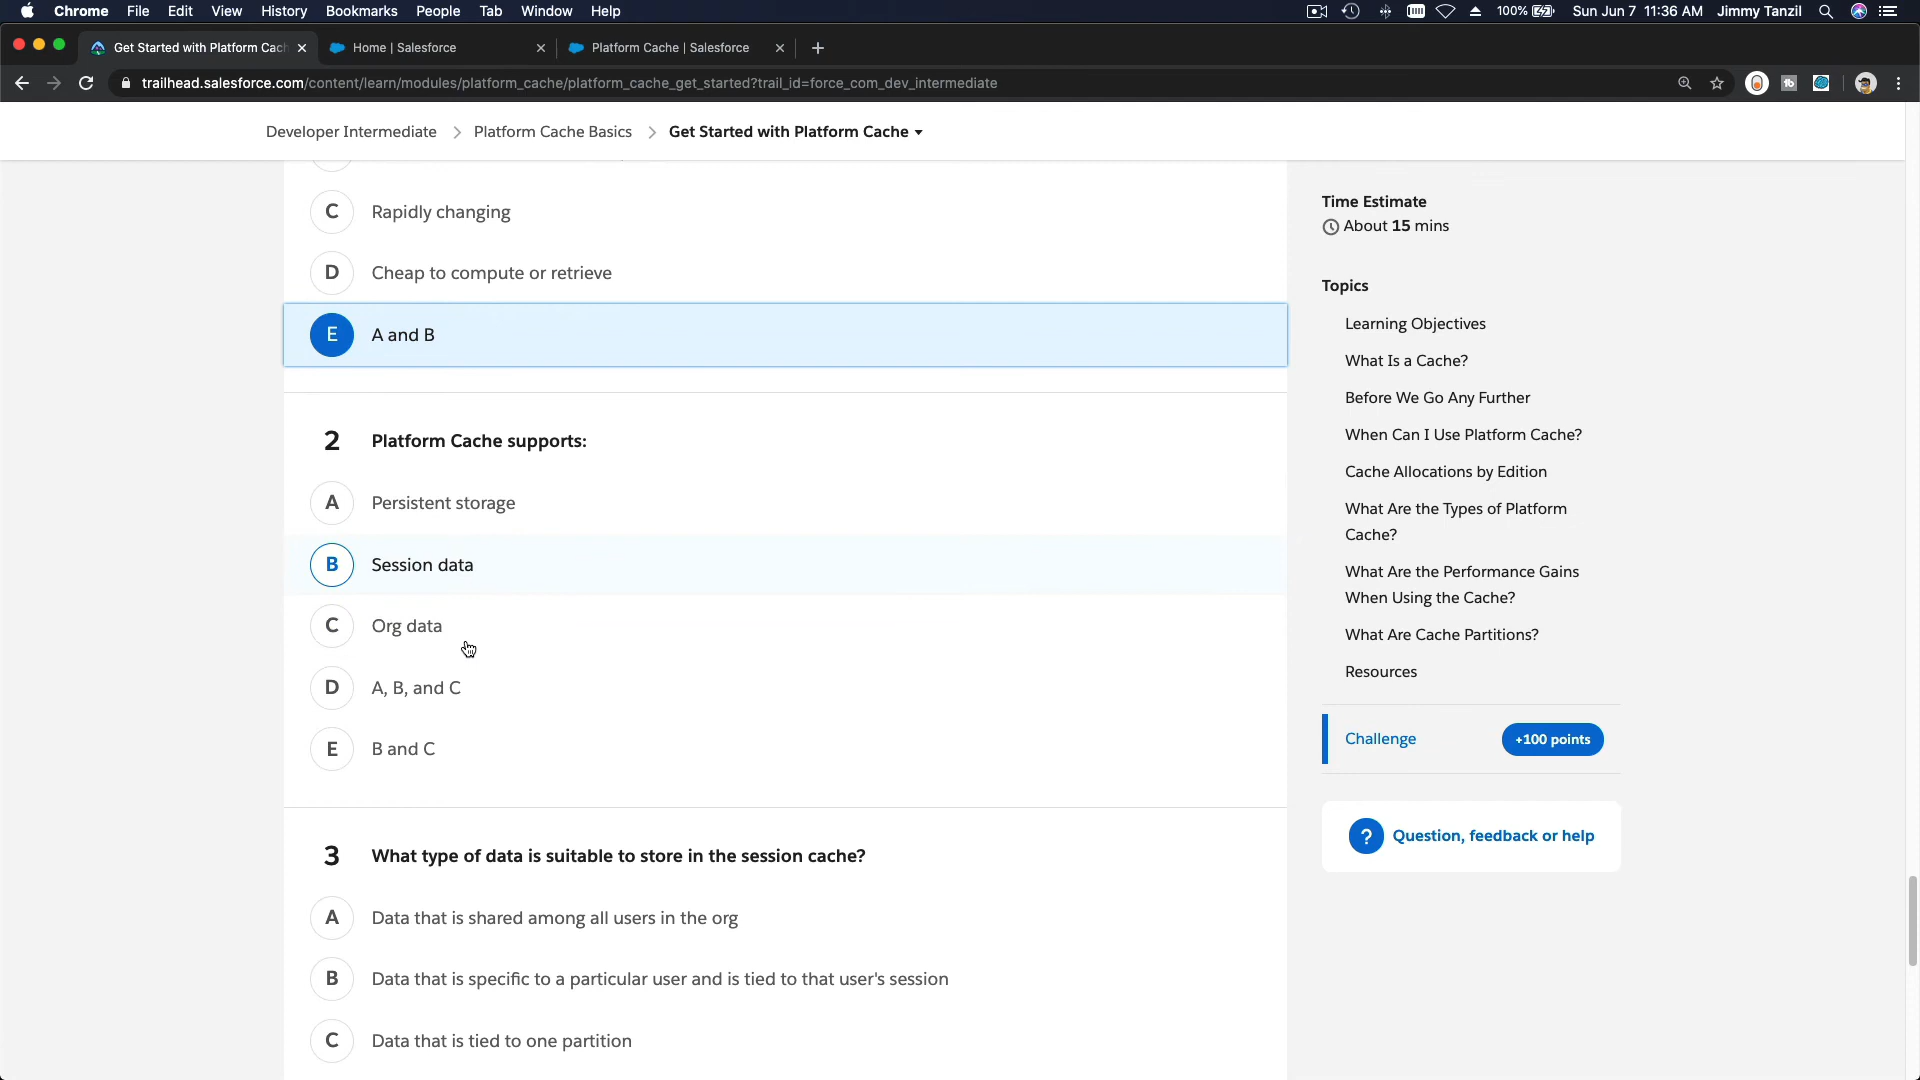 Chrome File Edit View History Bookmarks People Tab Window Help 100% Sun Jun 7 11:36 AM Jimmy Tanzil
Get Started with Platform Cach
Home | Salesforce
Platform Cache | Salesforce
trailhead.salesforce.com/content/learn/modules/platform_cache/platform_cache_get_started?trail_id=force_com_dev_intermediate
Developer Intermediate > Platform Cache Basics > Get Started with Platform Cache
C Rapidly changing
D Cheap to compute or retrieve
E A and B
2 Platform Cache supports:
A Persistent storage
B Session data
C Org data
D A, B, and C
E B and C
3 What type of data is suitable to store in the session cache?
A Data that is shared among all users in the org
B Data that is specific to a particular user and is tied to that user's session
C Data that is tied to one partition
Time Estimate
About 15 mins
Topics
Learning Objectives
What Is a Cache?
Before We Go Any Further
When Can I Use Platform Cache?
Cache Allocations by Edition
What Are the Types of Platform
Cache?
What Are the Performance Gains
When Using the Cache?
What Are Cache Partitions?
Resources
Challenge +100 points
? Question, feedback or help